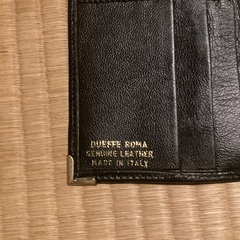 DUEFFE ROMA
GENUINE LEATHER
MADE IN ITALY